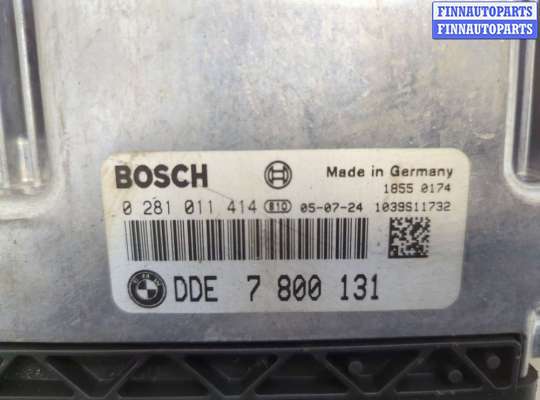 FINNAUTOPARTS
FINNAUTOPARTS
BOSCH
Made in Germany
1855 0174
0 281 011 414 810 05-07-24 1039S11732
DDE 7 800 131